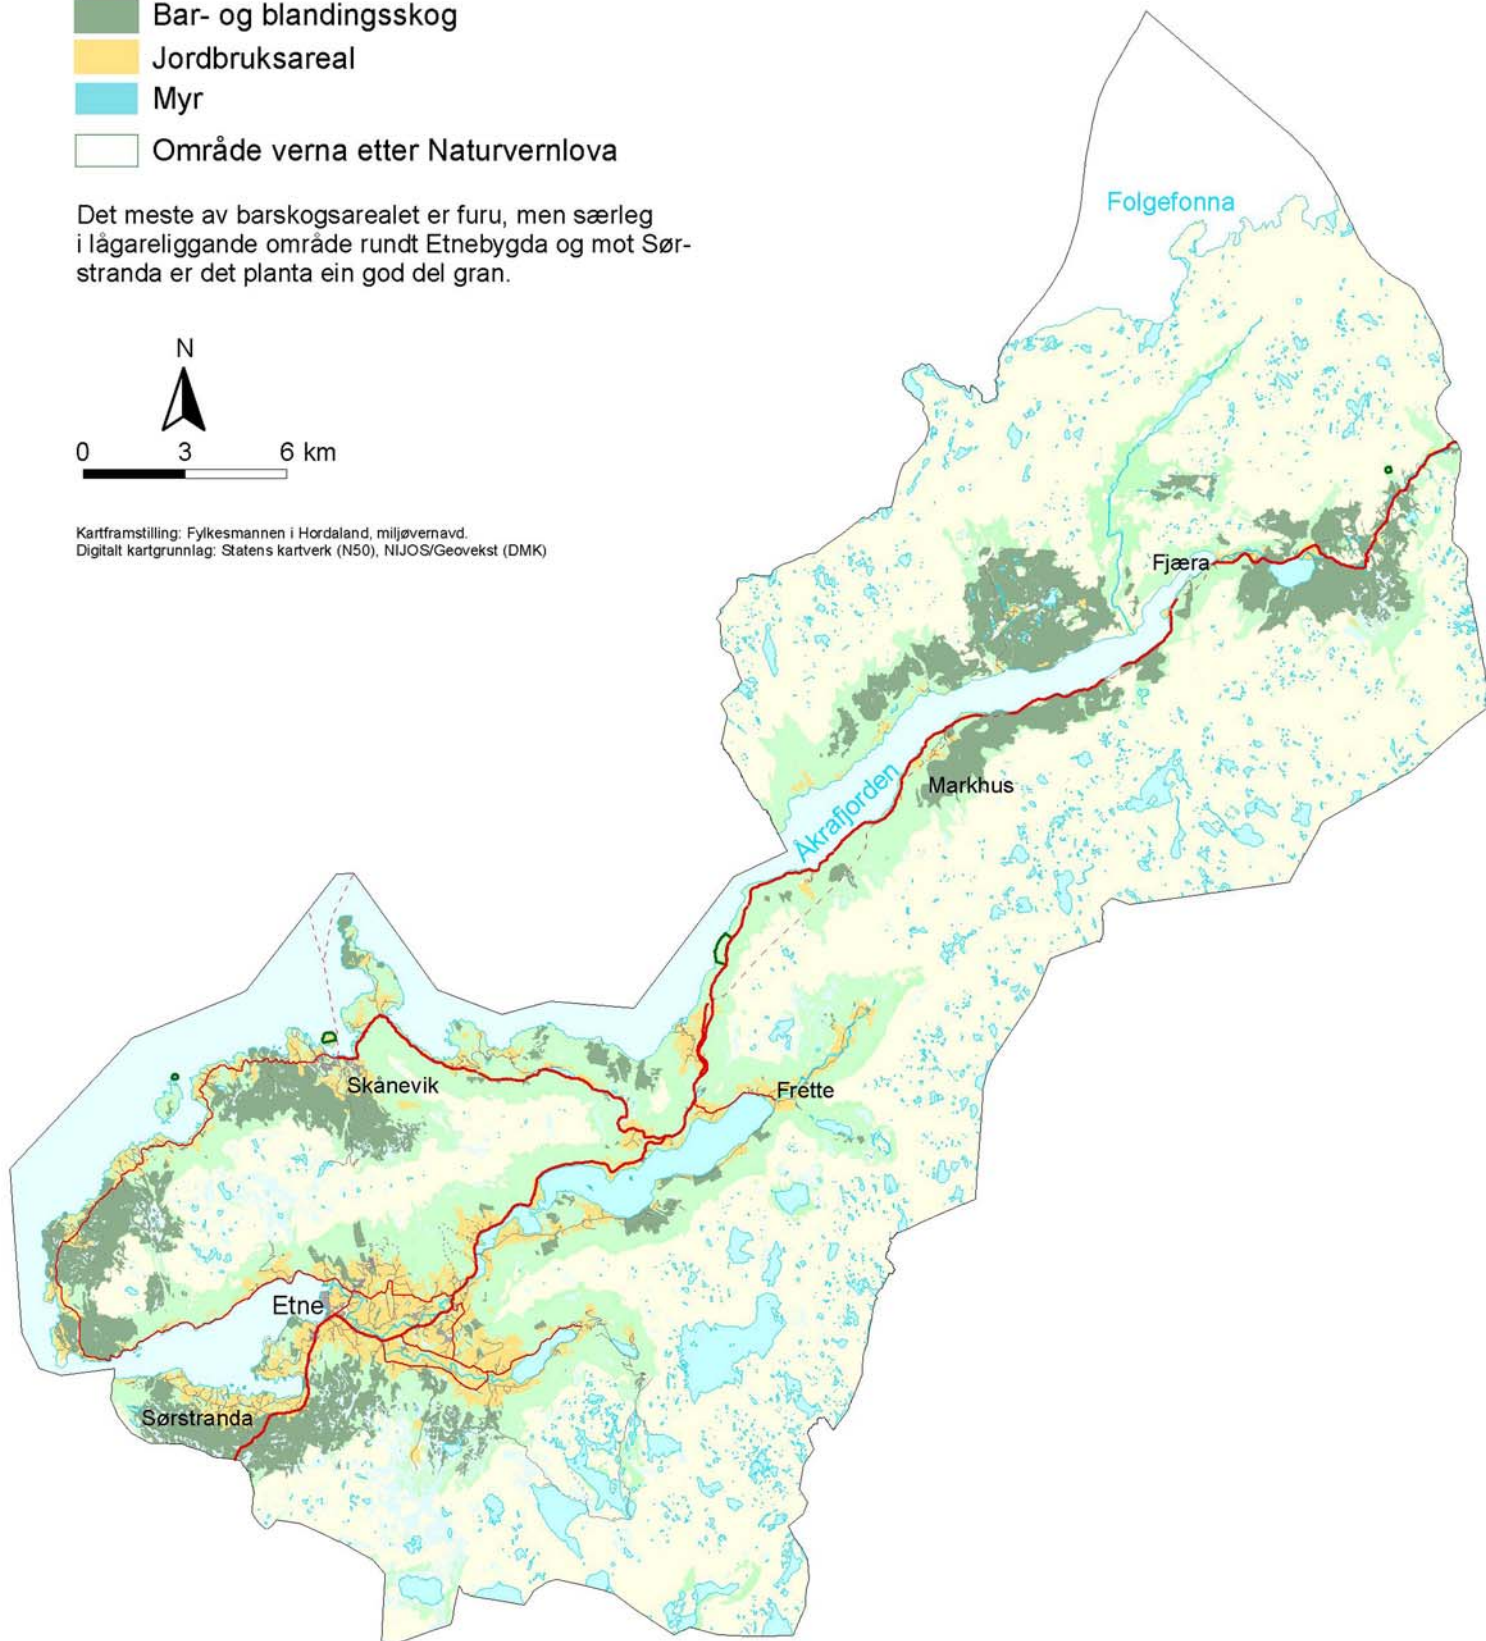 Bar- og blandingsskog
Jordbruksareal
Myr
Område verna etter Naturvernlova
Det meste av barskogsarealet er furu, men særleg
i lågareliggande område rundt Etnebygda og mot Sør-
stranda er det planta ein god del gran.
N
0 3 6 km
Kartframstilling: Fylkesmannen i Hordaland, miljøvernavd.
Digitalt kartgrunnlag: Statens kartverk (N50), NIJOS/Geovekst (DMK)
Folgefonna
Fjæra
Markhus
Åkrafjorden
Skånevik
Frette
Etne
Sørstranda